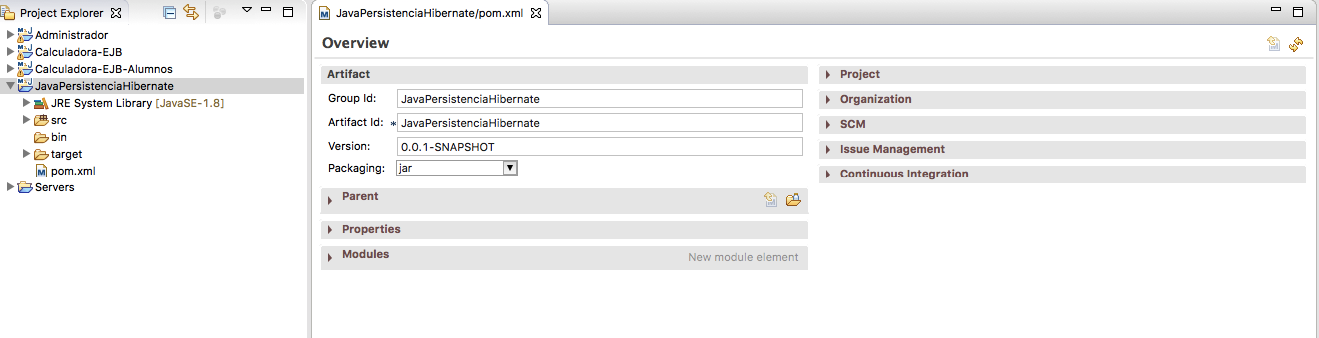 Project Explorer
Administrador
Calculadora-EJB
Calculadora-EJB-Alumnos
JavaPersistenciaHibernate
JRE System Library [JavaSE-1.8]
src
bin
target
pom.xml
Servers
JavaPersistenciaHibernate/pom.xml
Overview
Artifact
Group Id: JavaPersistenciaHibernate
Artifact Id: * JavaPersistenciaHibernate
Version: 0.0.1-SNAPSHOT
Packaging: jar
Parent
Properties
Modules New module element
Project
Organization
SCM
Issue Management
Continuous Integration